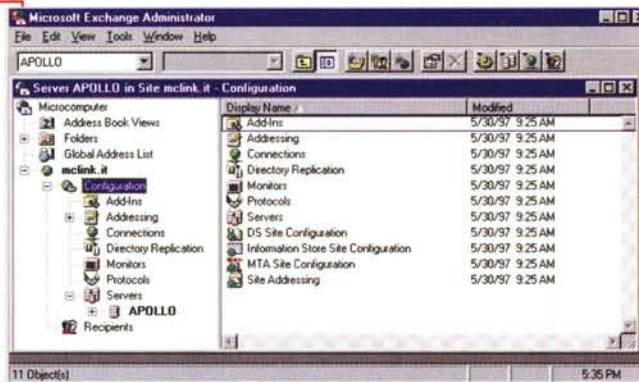 Microsoft Exchange Administrator
File Edit View Tools Window Help
APOLLO
Server APOLLO in Site mclink.it - Configuration
Microcomputer
Address Book Views
Folders
Global Address List
mclink.it
Configuration
Add-Ins
Addressing
Connections
Directory Replication
Monitors
Protocols
Servers
APOLLO
Recipients
Display Name Modified
Add-Ins 5/30/97 9:25 AM
Addressing 5/30/97 9:25 AM
Connections 5/30/97 9:25 AM
Directory Replication 5/30/97 9:25 AM
Monitors 5/30/97 9:25 AM
Protocols 5/30/97 9:25 AM
Servers 5/30/97 9:25 AM
DS Site Configuration 5/30/97 9:25 AM
Information Store Site Configuration 5/30/97 9:25 AM
MTA Site Configuration 5/30/97 9:25 AM
Site Addressing 5/30/97 9:25 AM
11 Object(s) 5:35 PM